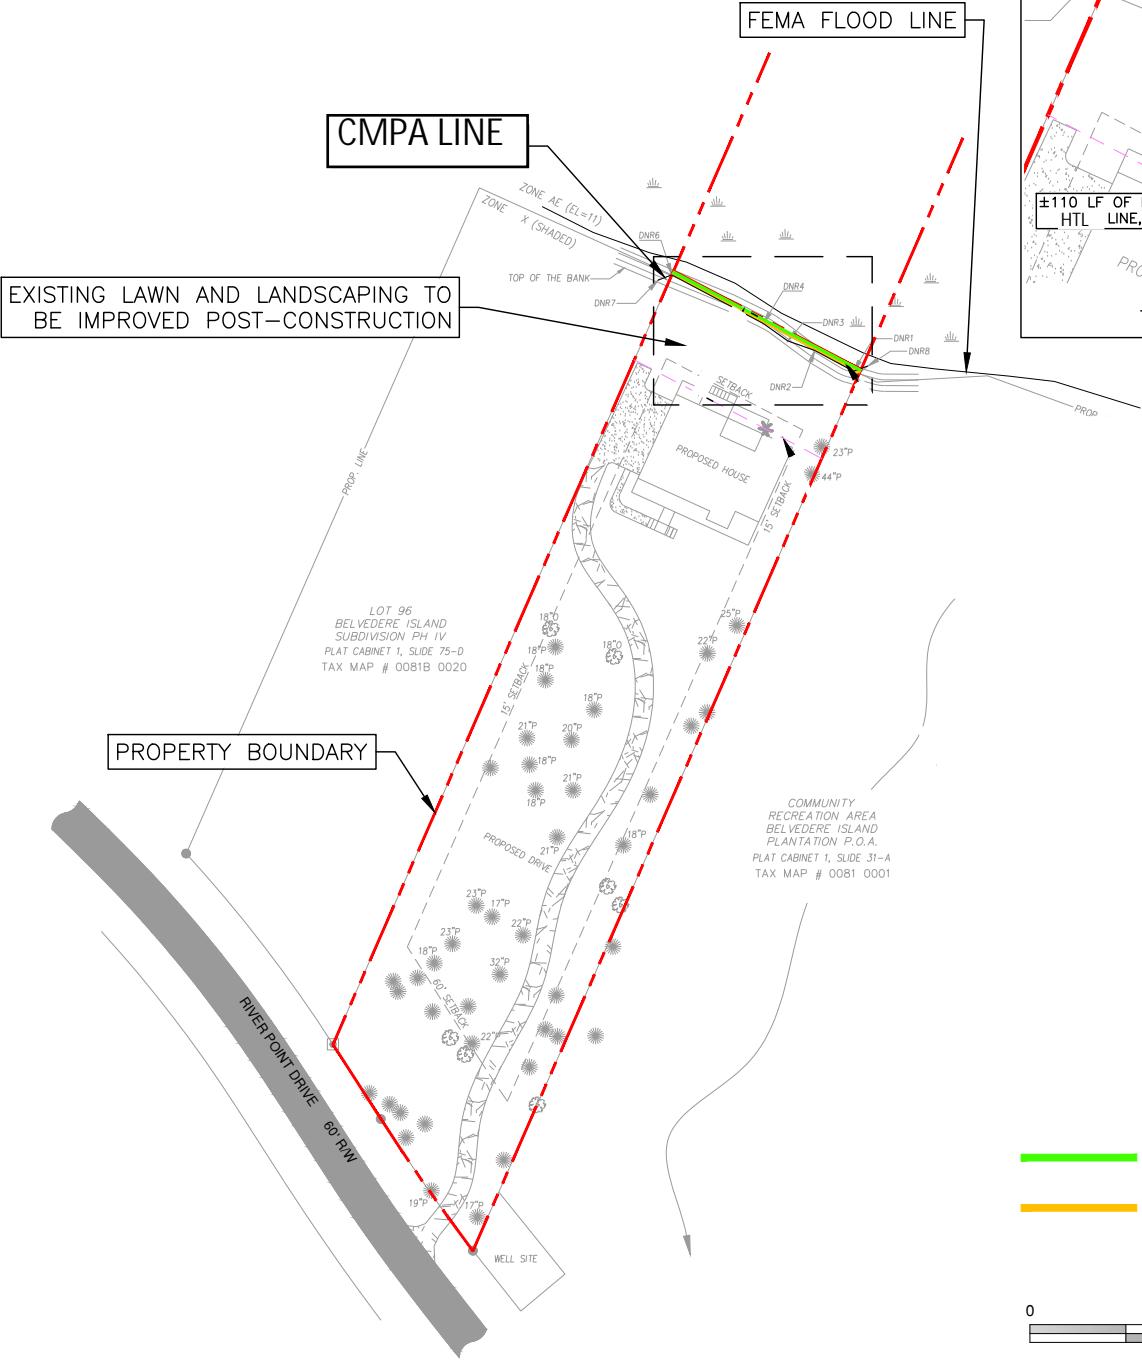 FEMA FLOOD LINE
CMPA LINE
ZONE AE (EL=11)
ZONE X (SHADED)
±110 LF OF
HTL LINE,
DNR6
TOP OF THE BANK
DNR7
DNR4
DNR3
DNR1
DNR8
DNR2
EXISTING LAWN AND LANDSCAPING TO
BE IMPROVED POST-CONSTRUCTION
SETBACK
PROP
PROPOSED HOUSE
23"P
44"P
15' SETBACK
PROP. LINE
LOT 96
BELVEDERE ISLAND
SUBDIVISION PH IV
PLAT CABINET 1, SLIDE 75-D
TAX MAP # 0081B 0020
18"O
18"P
18"O
18"P
25"P
22"P
15' SETBACK
18"P
21"P
20"P
18"P
21"P
18"P
PROPERTY BOUNDARY
PROPOSED DRIVE
21"P
18"P
COMMUNITY
RECREATION AREA
BELVEDERE ISLAND
PLANTATION P.O.A.
PLAT CABINET 1, SLIDE 31-A
TAX MAP # 0081 0001
23"P
17"P
22"P
23"P
18"P
32"P
60' SETBACK
22"P
RIVER POINT DRIVE 60' R/W
19"P
17"P
WELL SITE
0